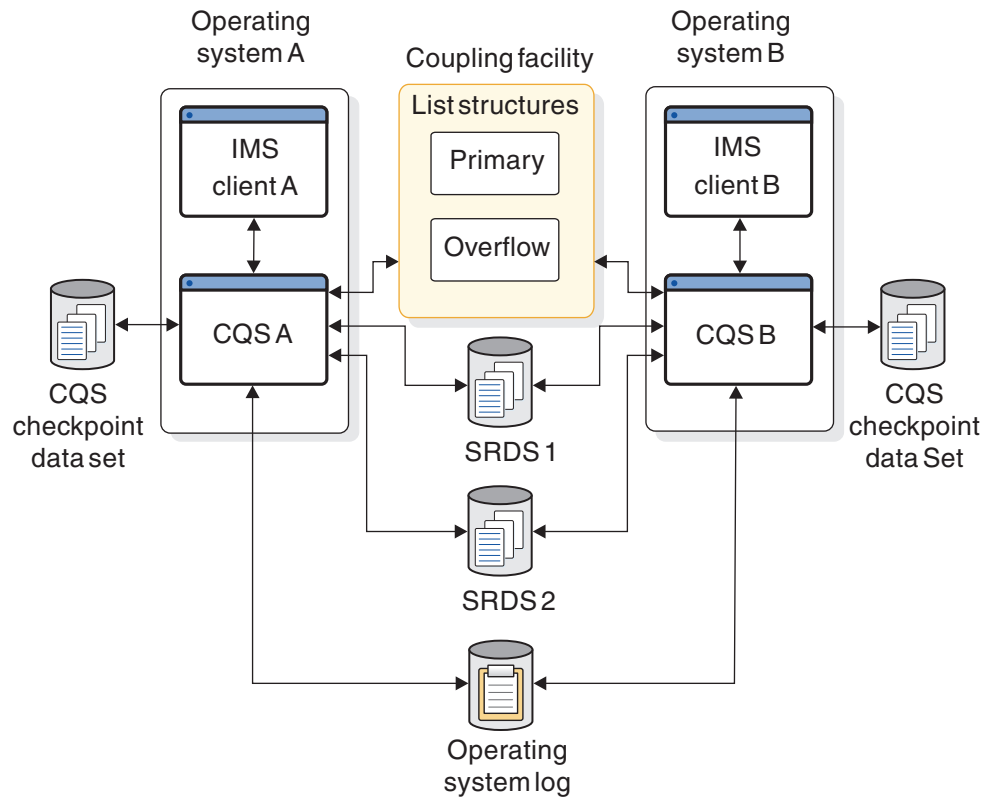 Operating
system A
Coupling facility
Operating
system B
List structures
Primary
Overflow
IMS
client A
IMS
client B
CQS A
CQS B
CQS
checkpoint
data set
CQS
checkpoint
data Set
SRDS 1
SRDS 2
Operating
system log